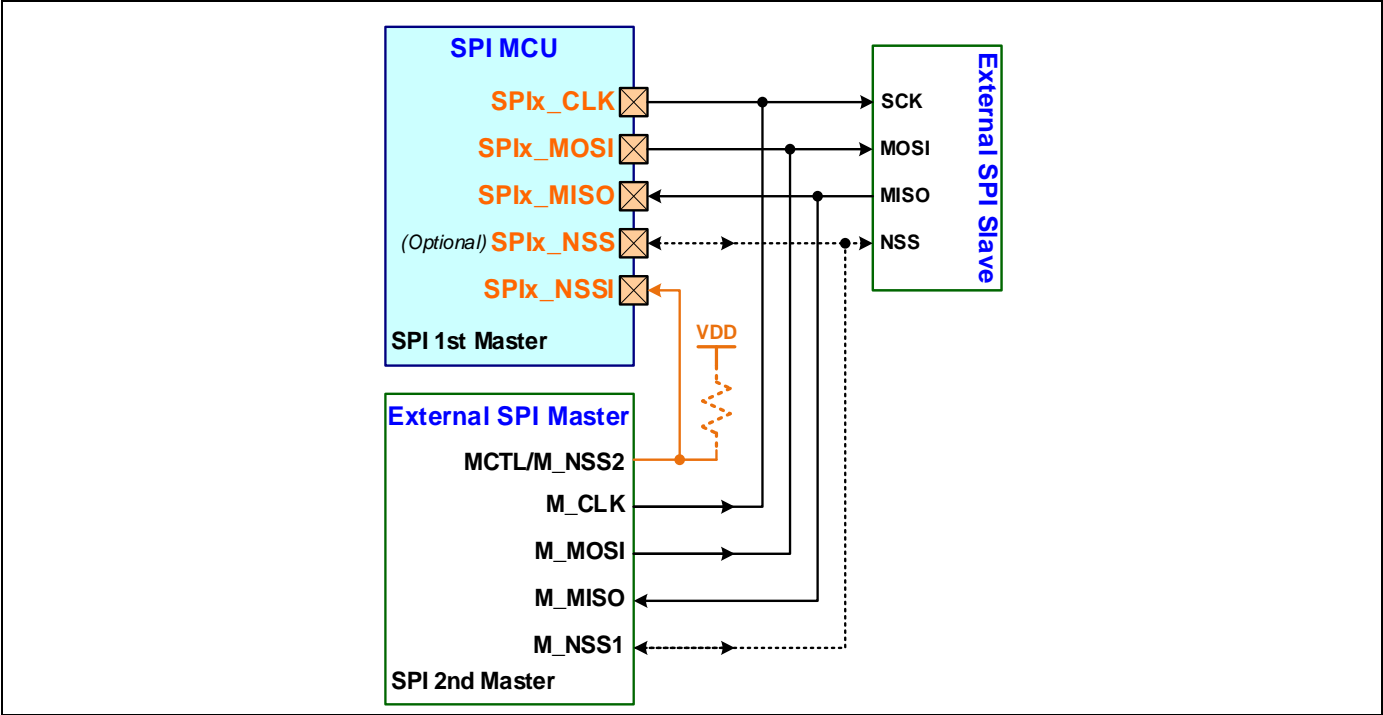 SPI MCU
SPIx_CLK
SPIx_MOSI
SPIx_MISO
(Optional) SPIx_NSS
SPIx_NSSI
SPI 1st Master
External SPI Slave
SCK
MOSI
MISO
NSS
VDD
External SPI Master
MCTL/M_NSS2
M_CLK
M_MOSI
M_MISO
M_NSS1
SPI 2nd Master